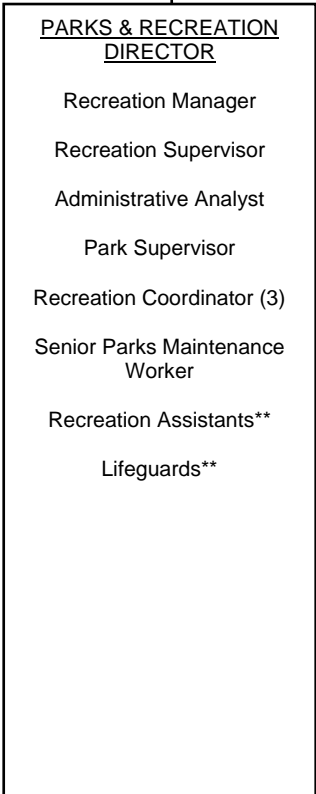 PARKS & RECREATION
DIRECTOR
Recreation Manager
Recreation Supervisor
Administrative Analyst
Park Supervisor
Recreation Coordinator (3)
Senior Parks Maintenance
Worker
Recreation Assistants**
Lifeguards**